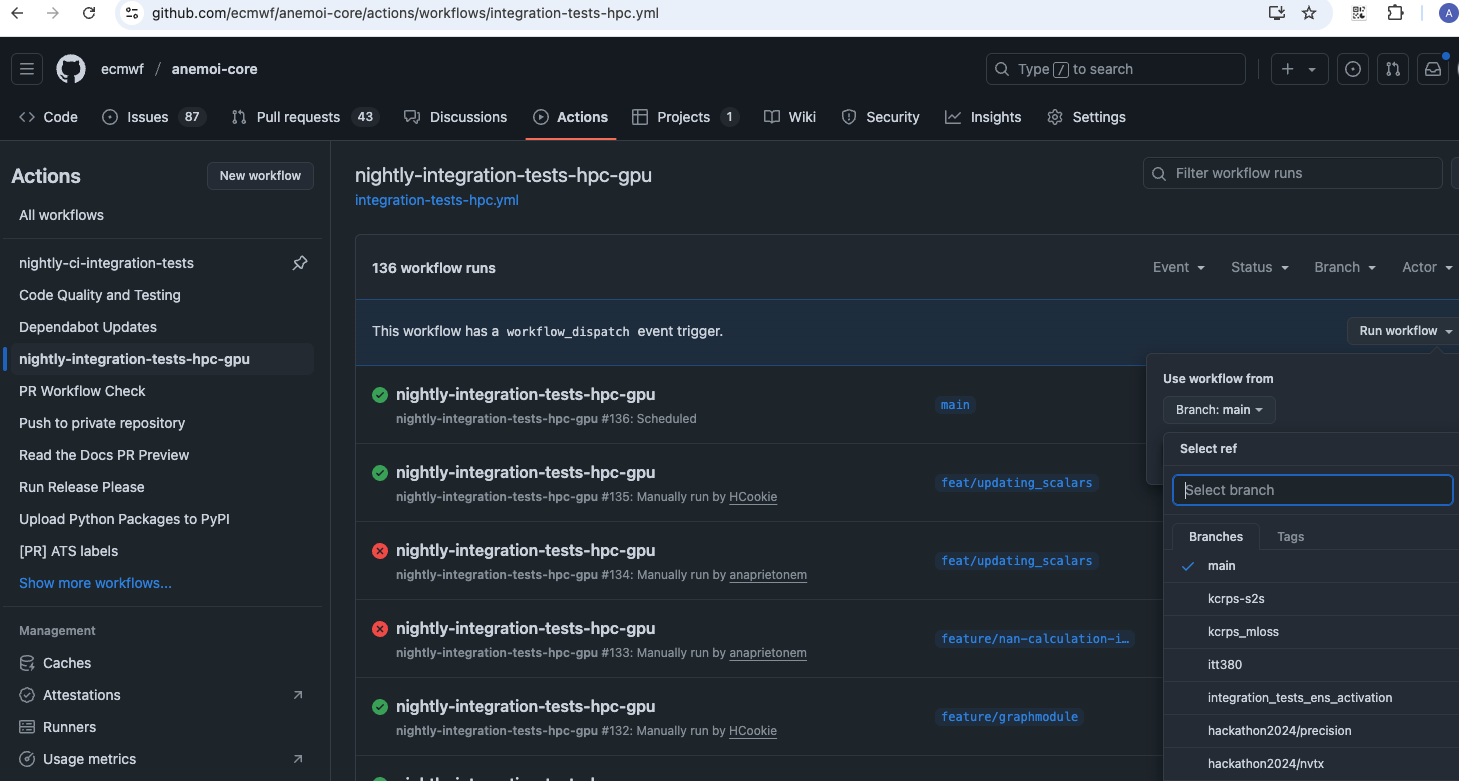 github.com/ecmwf/anemoi-core/actions/workflows/integration-tests-hpc.yml
A
ecmwf / anemoi-core
Type / to search
Code
Issues 87
Pull requests 43
Discussions
Actions
Projects 1
Wiki
Security
Insights
Settings
Actions
New workflow
All workflows
nightly-ci-integration-tests
Code Quality and Testing
Dependabot Updates
nightly-integration-tests-hpc-gpu
PR Workflow Check
Push to private repository
Read the Docs PR Preview
Run Release Please
Upload Python Packages to PyPI
[PR] ATS labels
Show more workflows...
Management
Caches
Attestations
Runners
Usage metrics
nightly-integration-tests-hpc-gpu
integration-tests-hpc.yml
Filter workflow runs
136 workflow runs
Event
Status
Branch
Actor
This workflow has a workflow_dispatch event trigger.
Run workflow
nightly-integration-tests-hpc-gpu
nightly-integration-tests-hpc-gpu #136: Scheduled
main
nightly-integration-tests-hpc-gpu
nightly-integration-tests-hpc-gpu #135: Manually run by HCookie
feat/updating_scalars
nightly-integration-tests-hpc-gpu
nightly-integration-tests-hpc-gpu #134: Manually run by anaprietonem
feat/updating_scalars
nightly-integration-tests-hpc-gpu
nightly-integration-tests-hpc-gpu #133: Manually run by anaprietonem
feature/nan-calculation-i…
nightly-integration-tests-hpc-gpu
nightly-integration-tests-hpc-gpu #132: Manually run by HCookie
feature/graphmodule
Use workflow from
Branch: main
Select ref
Select branch
Branches
Tags
main
kcrps-s2s
kcrps_mloss
itt380
integration_tests_ens_activation
hackathon2024/precision
hackathon2024/nvtx